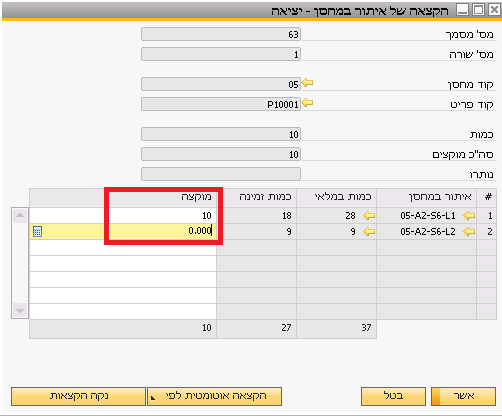 הקצאה של איתור במחסן - יציאה
מס' מסמך 63
מס' שורה 1
קוד מחסן 05
קוד פריט P10001
כמות 10
סה"כ מוקצים 10
נותרו
# איתור במחסן כמות במלאי כמות זמינה מוקצה
1 05-A2-S6-L1 28 18 10
2 05-A2-S6-L2 9 9 0.000
37 27 10
אשר בטל הקצאה אוטומטית לפי נקה הקצאות